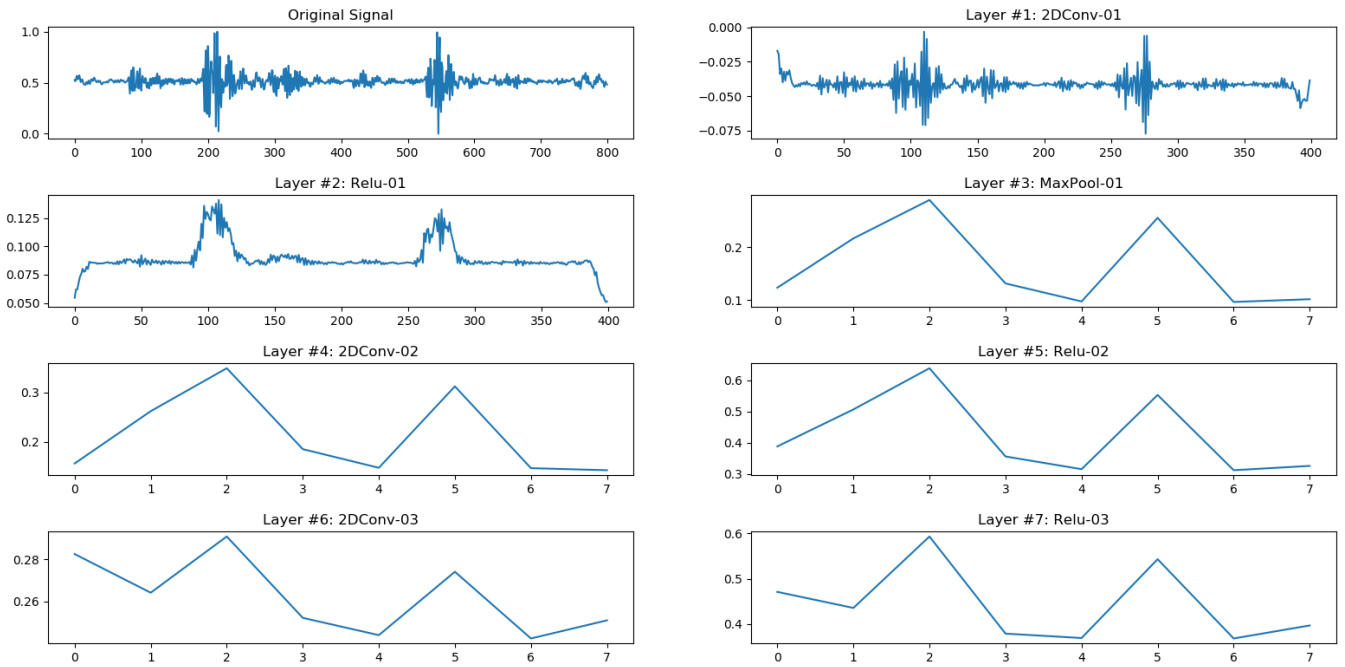 Original Signal
1.0
0.5
0.0
0 100 200 300 400 500 600 700 800
Layer #1: 2DConv-01
0.000
−0.025
−0.050
−0.075
0 50 100 150 200 250 300 350 400
Layer #2: Relu-01
0.125
0.100
0.075
0.050
0 50 100 150 200 250 300 350 400
Layer #3: MaxPool-01
0.2
0.1
0 1 2 3 4 5 6 7
Layer #4: 2DConv-02
0.3
0.2
0 1 2 3 4 5 6 7
Layer #5: Relu-02
0.6
0.5
0.4
0.3
0 1 2 3 4 5 6 7
Layer #6: 2DConv-03
0.28
0.26
0 1 2 3 4 5 6 7
Layer #7: Relu-03
0.6
0.5
0.4
0 1 2 3 4 5 6 7